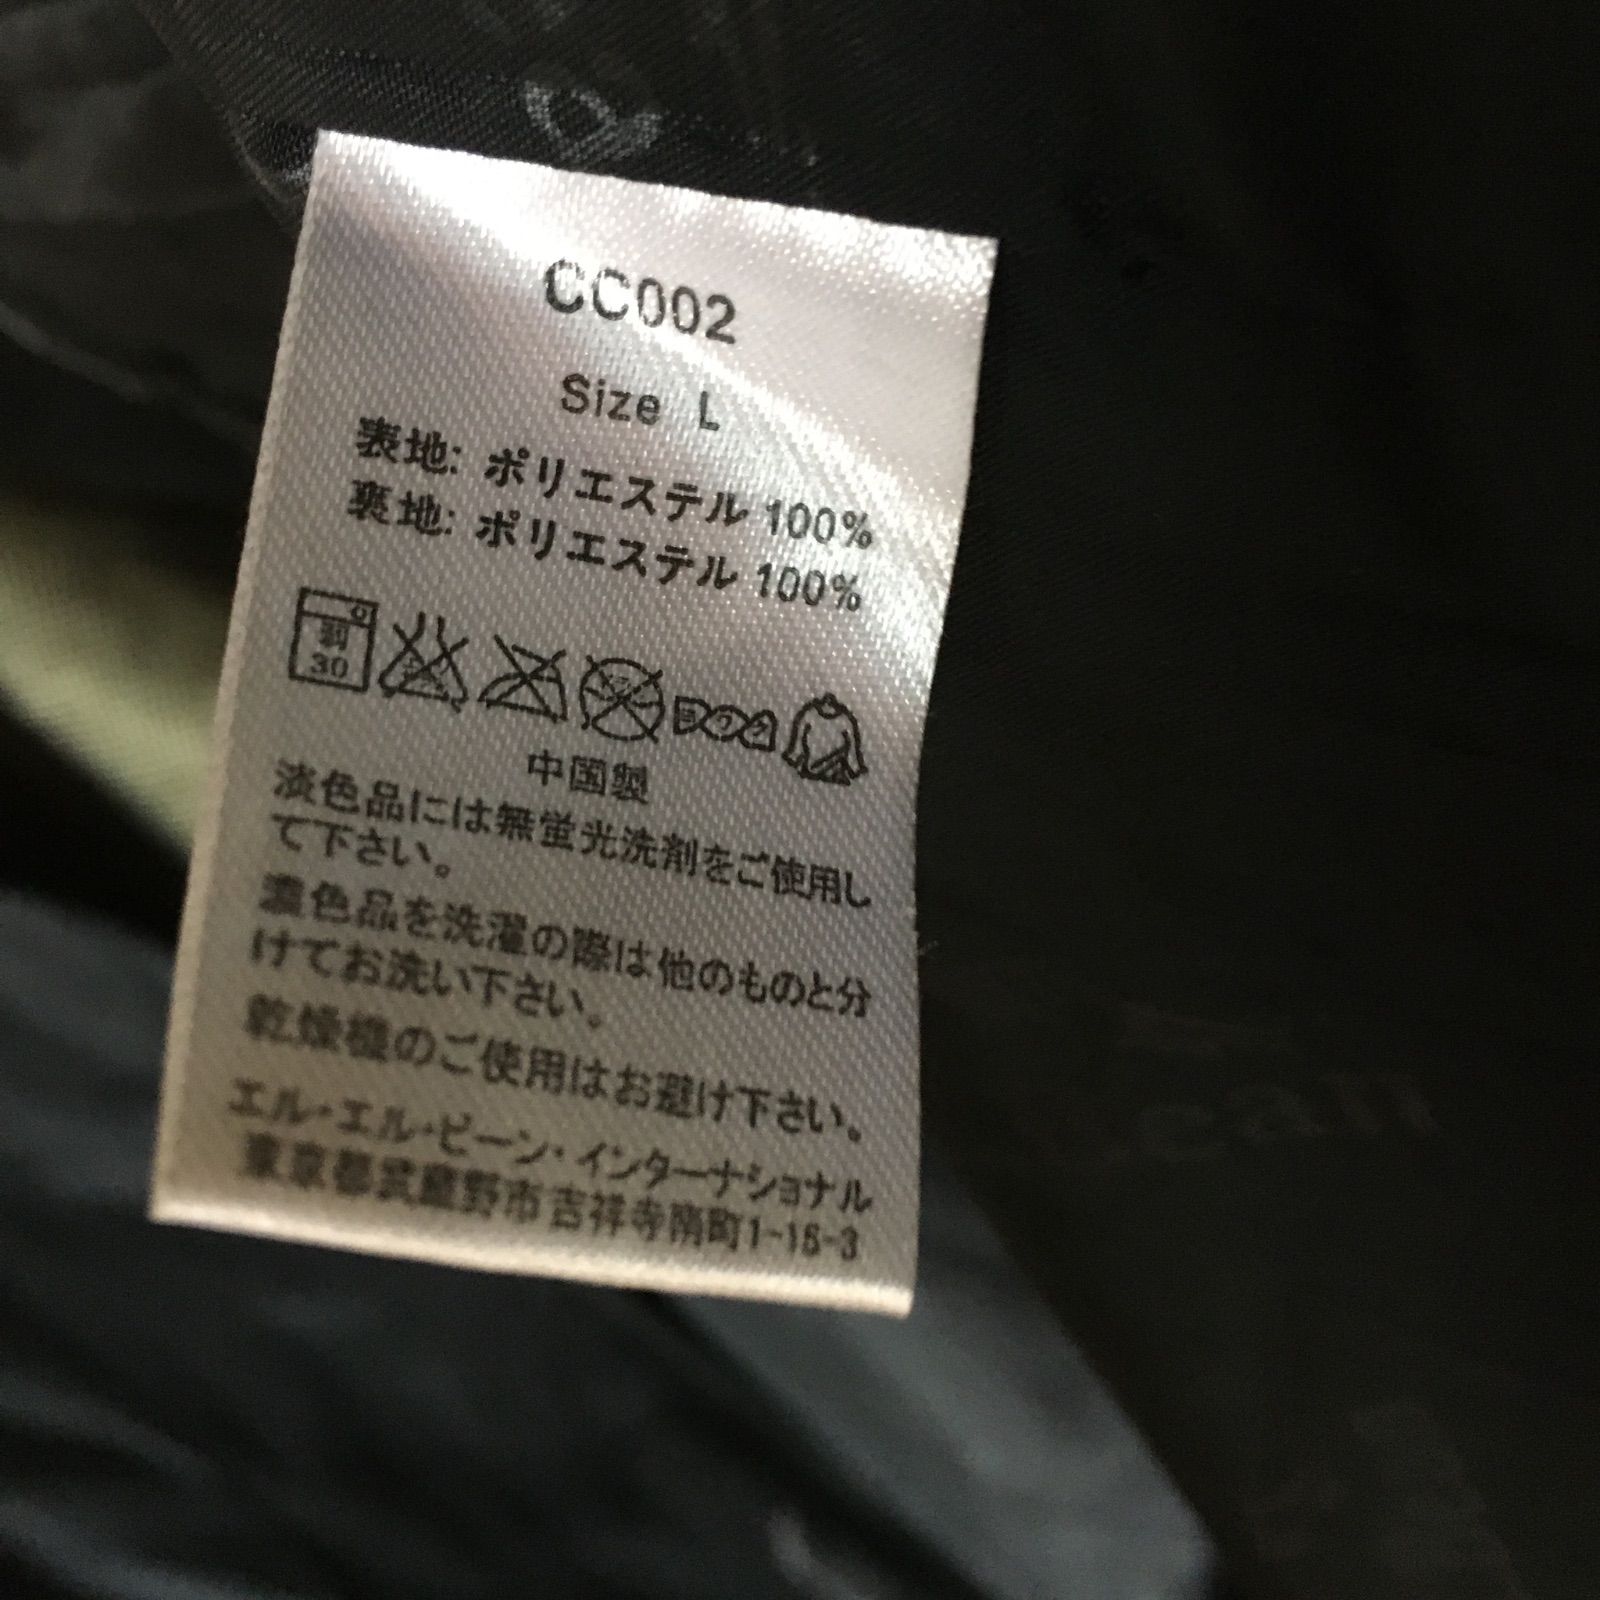 CC002
Size L
表地: ポリエステル 100%
裏地: ポリエステル 100%
30 ヨワク
中国製
淡色品には無蛍光洗剤をご使用し
て下さい。
濃色品を洗濯の際は他のものと分
けてお洗い下さい。
乾燥機のご使用はお避け下さい。
エル・エル・ビーン・インターナショナル
東京都武蔵野市吉祥寺南町1-15-3